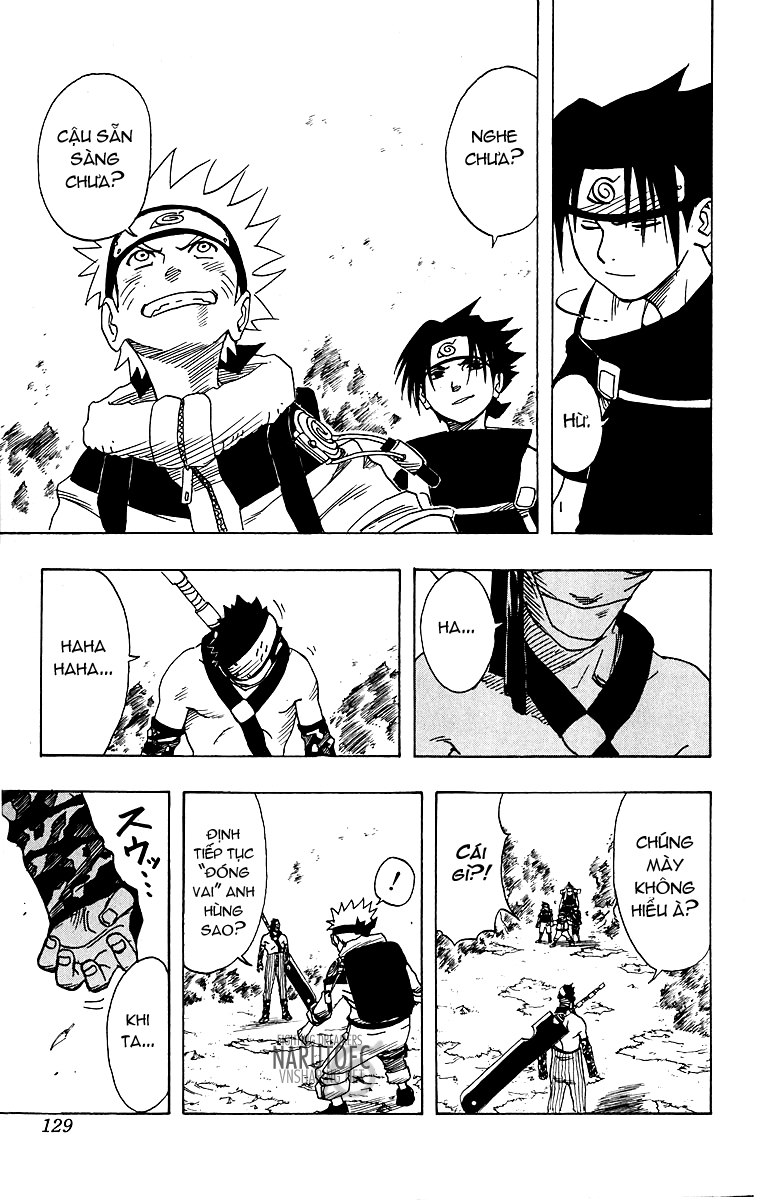 HỪ.
NGHE
CHƯA?
CẬU SẴN
SÀNG
CHƯA?
HA...
HAHA
HAHA...
CHÚNG
MÀY
KHÔNG
HIỂU À?
CÁI
GÌ?!
!
ĐỊNH
TIẾP TỤC
"ĐÓNG
VAI" ANH
HÙNG
SAO?
スウッ…
KHI
TA...
NARUTOFC
129